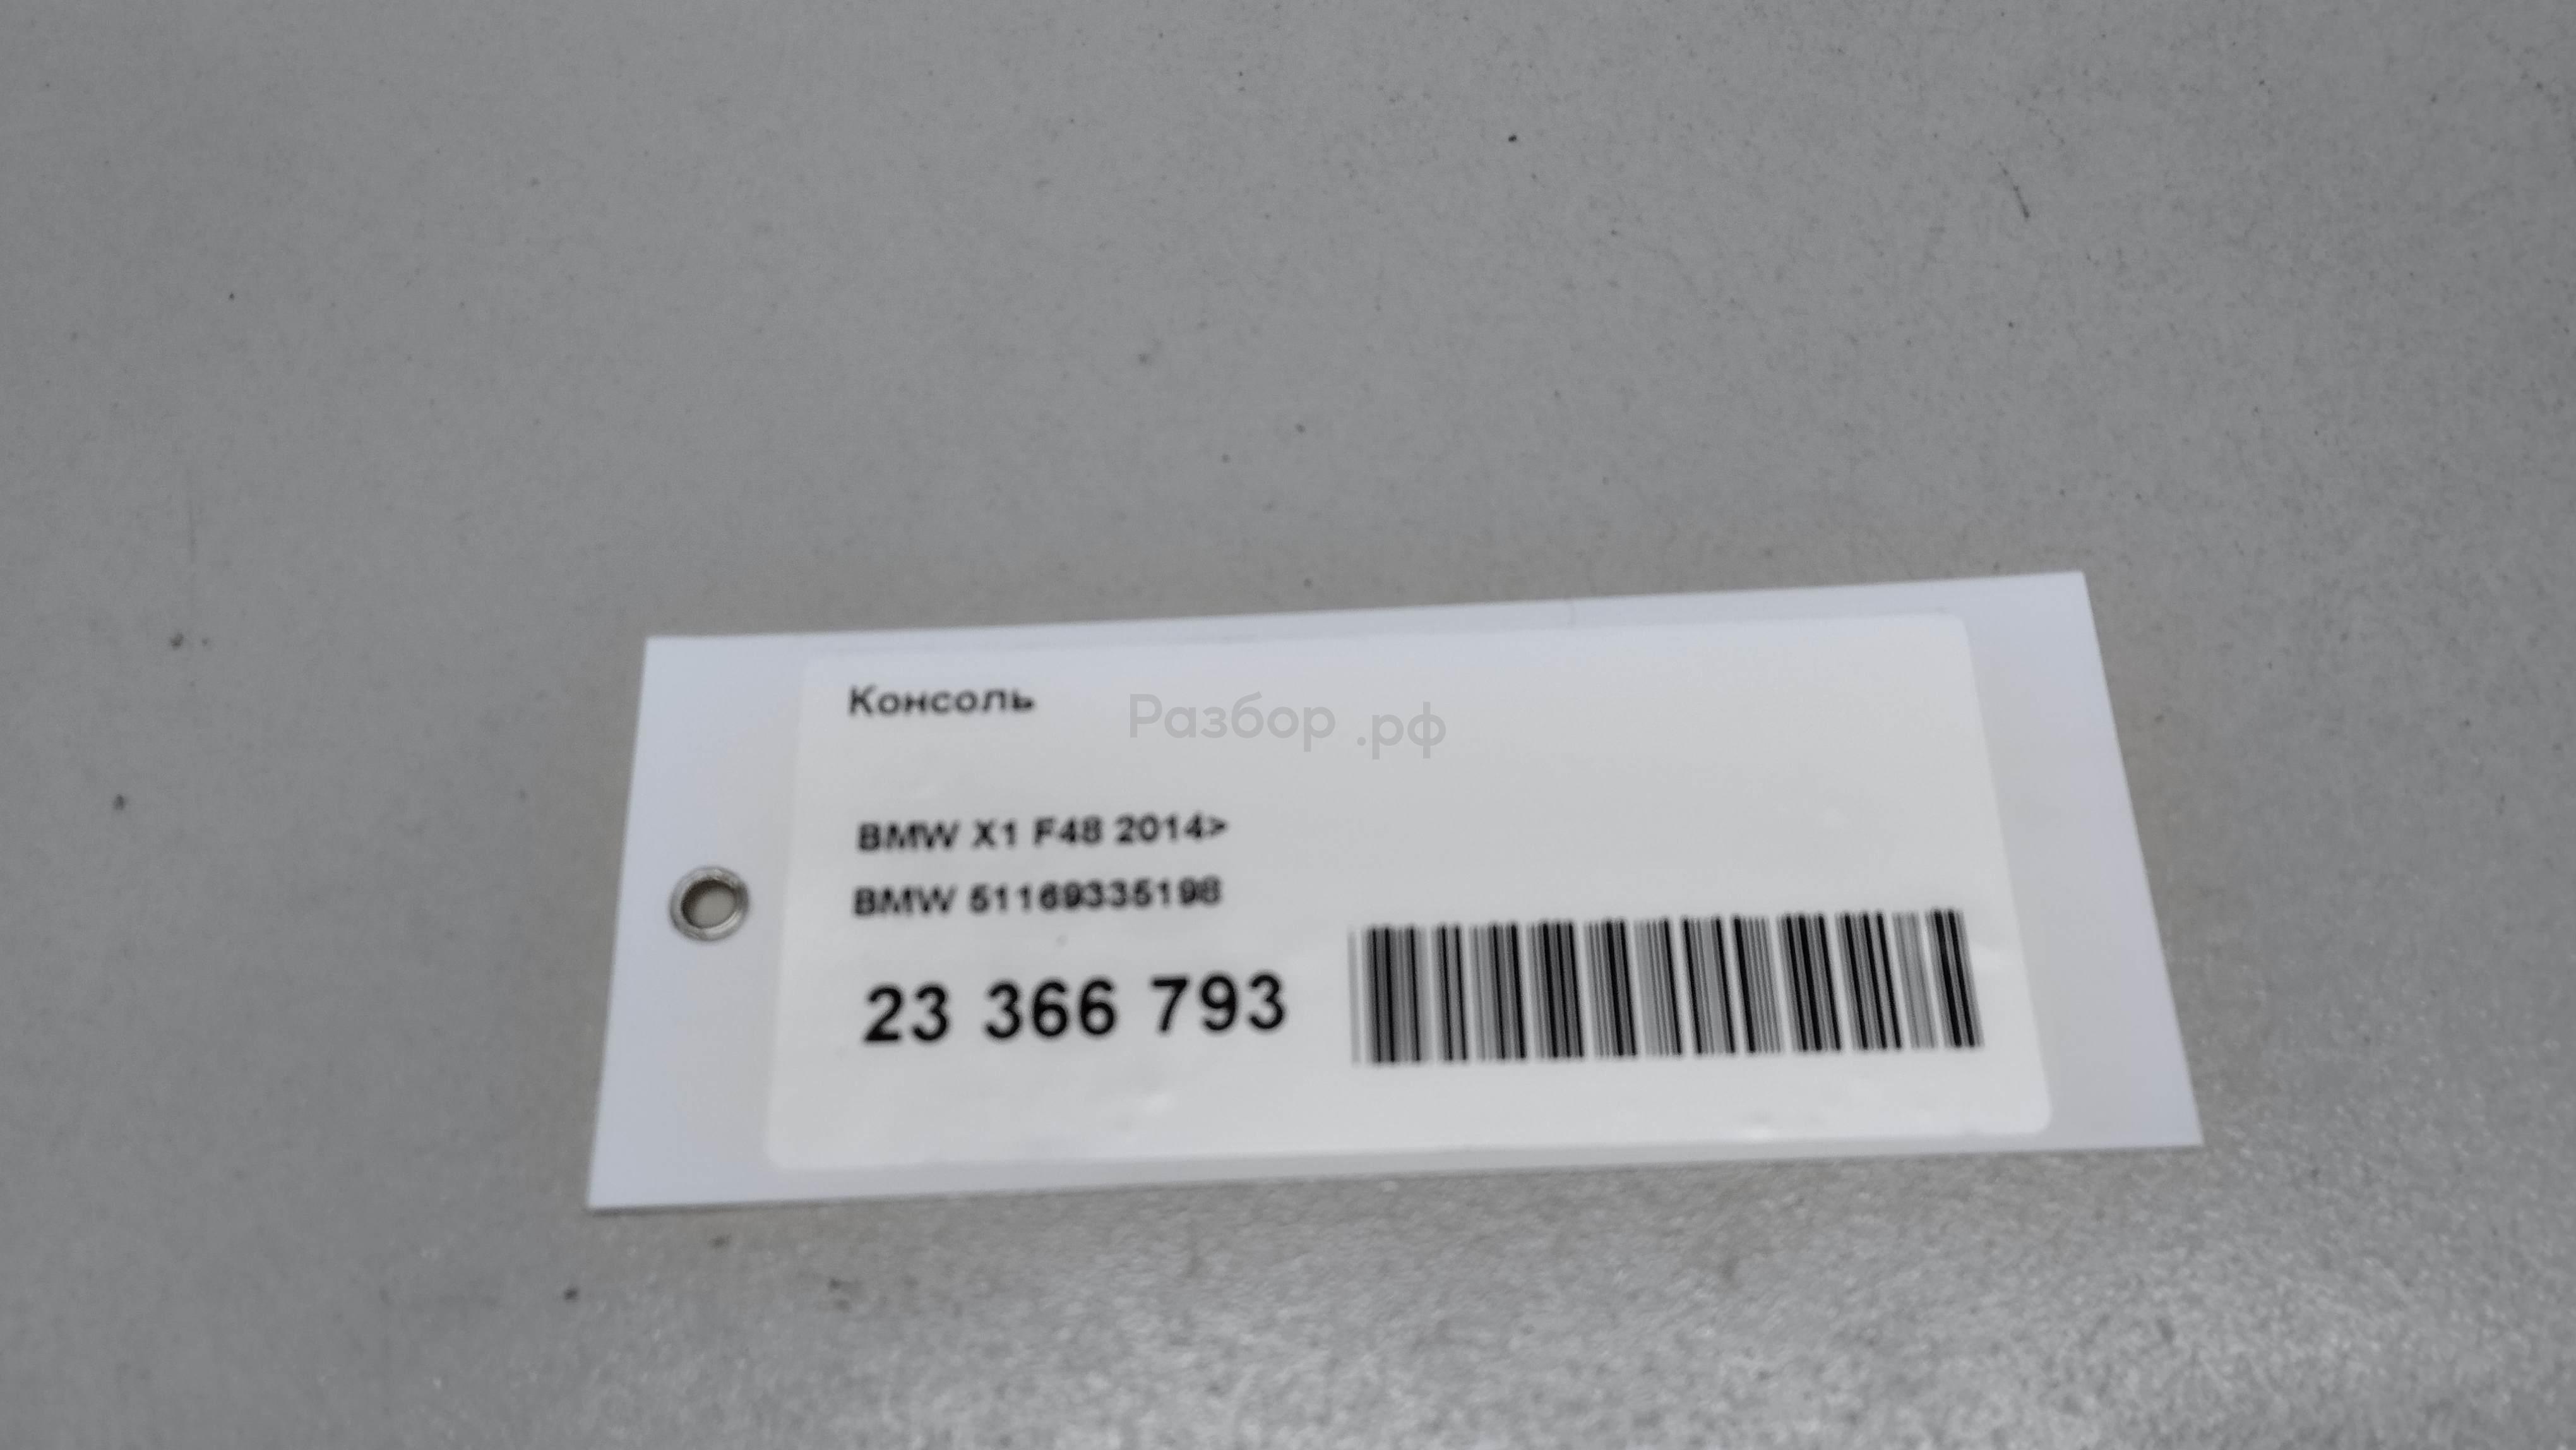 Консоль
Разбор.рф
BMW X1 F48 2014>
BMW 51169335198
23 366 793